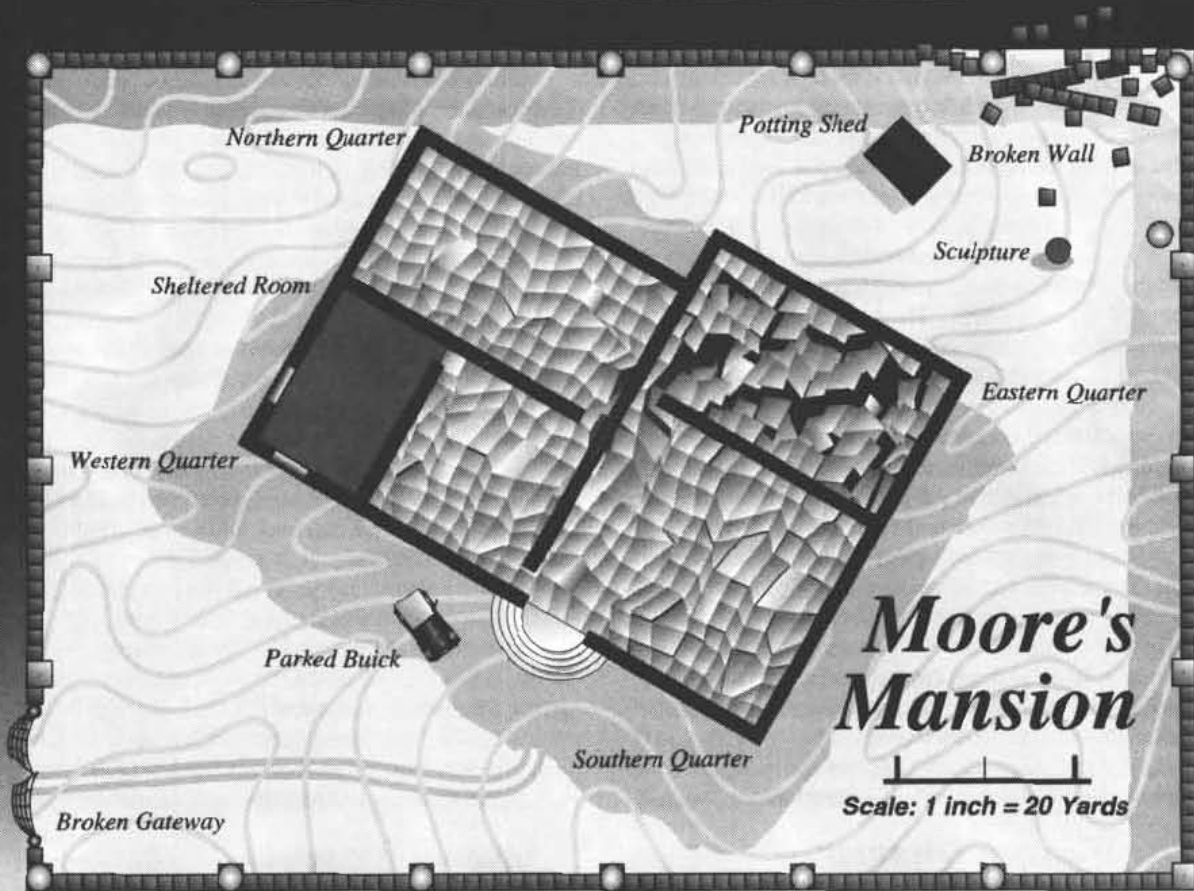 Northern Quarter
Potting Shed
Broken Wall
Sculpture
Sheltered Room
Eastern Quarter
Western Quarter
Parked Buick
Moore's
Mansion
Southern Quarter
Scale: 1 inch = 20 Yards
Broken Gateway